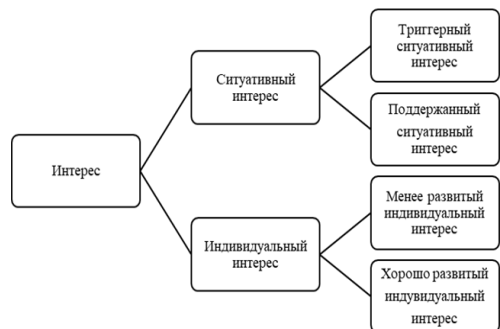 Интерес
Ситуативный
интерес
Триггерный
ситуативный
интерес
Поддержанный
ситуативный
интерес
Индивидуальный
интерес
Менее развитый
индивидуальный
интерес
Хорошо развитый
индувидуальный
интерес